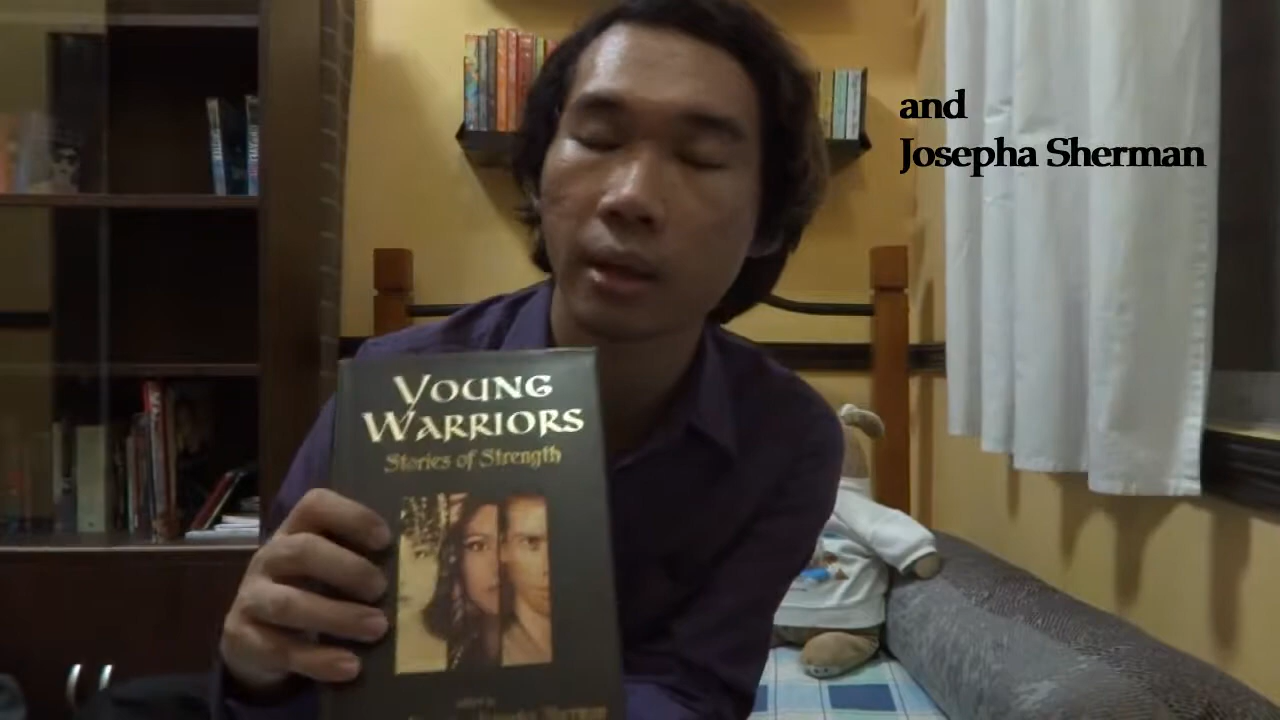 and
Josepha Sherman
YOUNG
WARRIORS
Stories of Strength